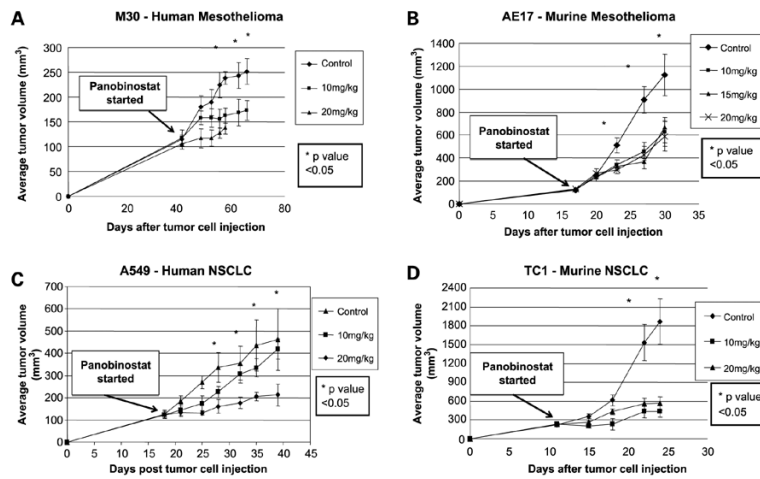 A
M30 - Human Mesothelioma
Average tumor volume (mm³)
300
250
200
150
100
50
0
0 20 40 60 80
Days after tumor cell injection
Panobinostat
started
* * *
Control
10mg/kg
20mg/kg
* p value
<0.05
B
AE17 - Murine Mesothelioma
Average tumor volume (mm³)
1400
1200
1000
800
600
400
200
0
0 5 10 15 20 25 30 35
Days after tumor cell injection
Panobinostat
started
* * *
Control
10mg/kg
15mg/kg
20mg/kg
* p value
<0.05
C
A549 - Human NSCLC
Average tumor volume
(mm³)
700
600
500
400
300
200
100
0
0 5 10 15 20 25 30 35 40 45
Days post tumor cell injection
Panobinostat
started
* * * *
Control
10mg/kg
20mg/kg
* p value
<0.05
D
TC1 - Murine NSCLC
Average tumor volume
(mm³)
2400
2100
1800
1500
1200
900
600
300
0
0 5 10 15 20 25 30
Days after tumor cell injection
Panobinostat
started
* *
Control
10mg/kg
20mg/kg
* p value
<0.05